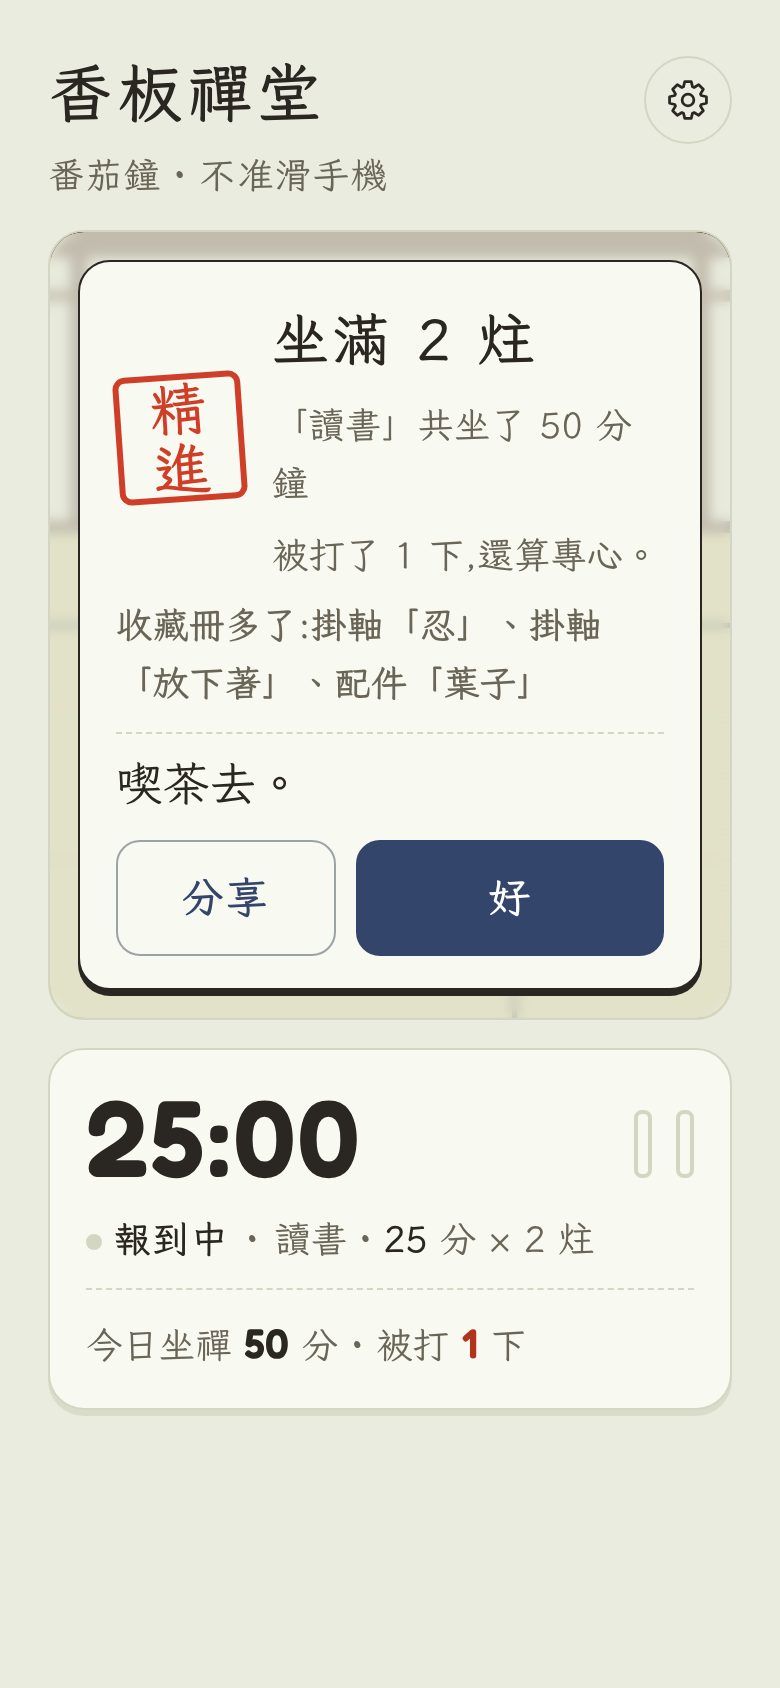 香板禪堂
番茄鐘・不准滑手機
坐滿 2 炷
精
進
「讀書」共坐了 50 分
鐘
被打了 1 下,還算專心。
收藏冊多了:掛軸「忍」、掛軸
「放下著」、配件「葉子」
喫茶去。
分享
好
25:00
報到中・讀書・25 分 × 2 炷
今日坐禪 50 分・被打 1 下